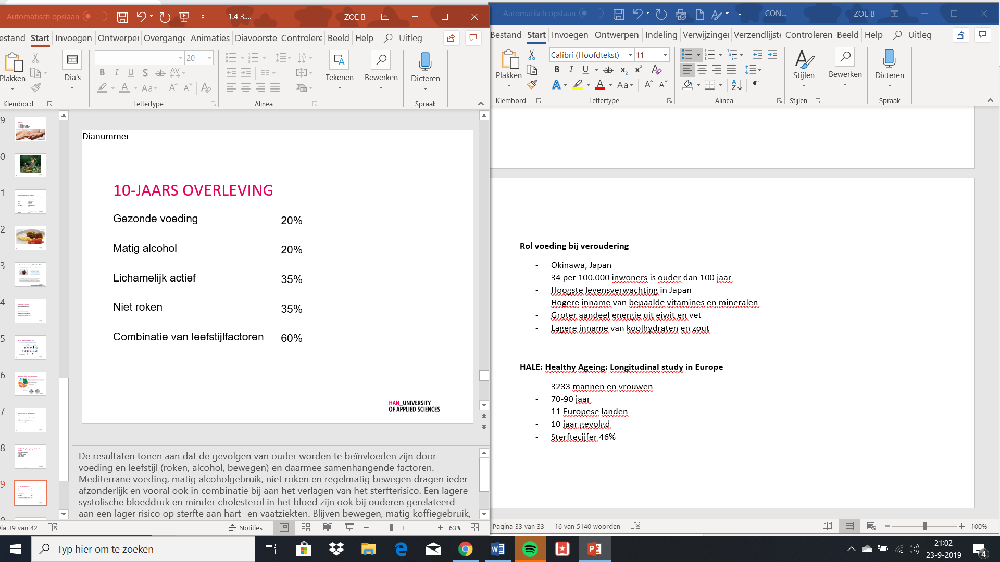 Automatisch opslaan
1.4 3....
ZOE B
estand Start Invoegen Ontwerper Overgange Animaties Diavoorste Controlere Beeld Help Uitleg
20
Plakken
Dia's
Tekenen
Bewerken
Dicteren
Klembord
Lettertype
Alinea
Spraak
9
0
1
2
3
4
5
6
7
8
9
Dianummer
10-JAARS OVERLEVING
Gezonde voeding 20%
Matig alcohol 20%
Lichamelijk actief 35%
Niet roken 35%
Combinatie van leefstijlfactoren 60%
HAN_UNIVERSITY
OF APPLIED SCIENCES
De resultaten tonen aan dat de gevolgen van ouder worden te beïnvloeden zijn door
voeding en leefstijl (roken, alcohol, bewegen) en daarmee samenhangende factoren.
Mediterrane voeding, matig alcoholgebruik, niet roken en regelmatig bewegen dragen ieder
afzonderlijk en vooral ook in combinatie bij aan het verlagen van het sterfterisico. Een lagere
systolische bloeddruk en minder cholesterol in het bloed zijn ook bij ouderen gerelateerd
aan een lager risico op sterfte aan hart- en vaatziekten. Blijven bewegen, matig koffiegebruik,
ia 39 van 42
Notities
63%
Automatisch opslaan
CON...
ZOE B
Bestand Start Invoegen Ontwerpen Indeling Verwijzinger Verzendlijste Controleren Beeld Help Uitleg
Calibri (Hoofdtekst) 11
Plakken
Stijlen
Bewerken
Dicteren
Klembord
Lettertype
Alinea
Stijlen
Spraak
Rol voeding bij veroudering
- Okinawa, Japan
- 34 per 100.000 inwoners is ouder dan 100 jaar
- Hoogste levensverwachting in Japan
- Hogere inname van bepaalde vitamines en mineralen
- Groter aandeel energie uit eiwit en vet
- Lagere inname van koolhydraten en zout
HALE: Healthy Ageing: Longitudinal study in Europe
- 3233 mannen en vrouwen
- 70-90 jaar
- 11 Europese landen
- 10 jaar gevolgd
- Sterftecijfer 46%
Pagina 33 van 33
16 van 5140 woorden
100%
Typ hier om te zoeken
21:02
23-9-2019
4